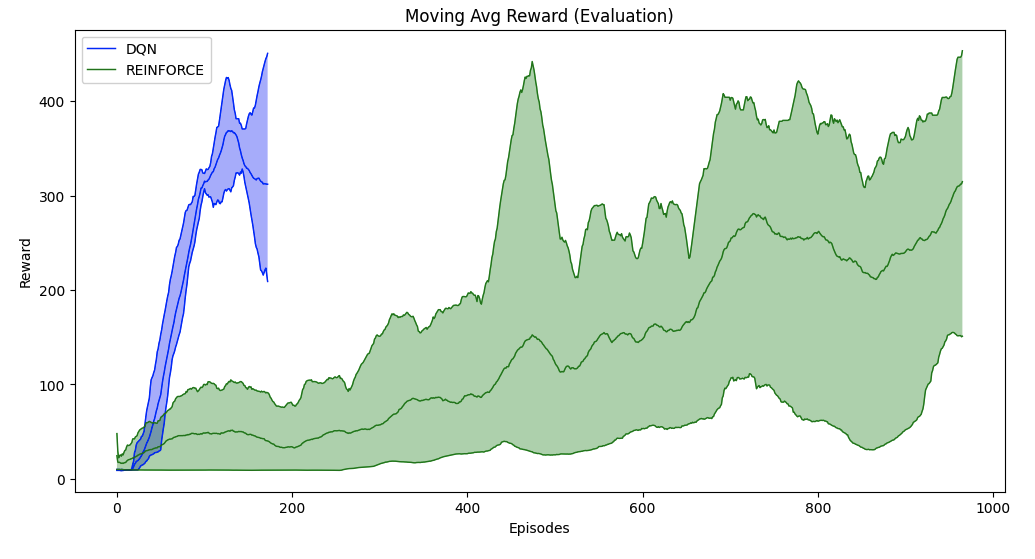 Moving Avg Reward (Evaluation)
DQN
REINFORCE
400
300
200
100
0
Reward
0 200 400 600 800 1000
Episodes